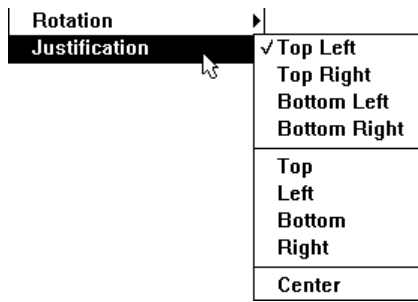 Rotation
Justification
Top Left
Top Right
Bottom Left
Bottom Right
Top
Left
Bottom
Right
Center